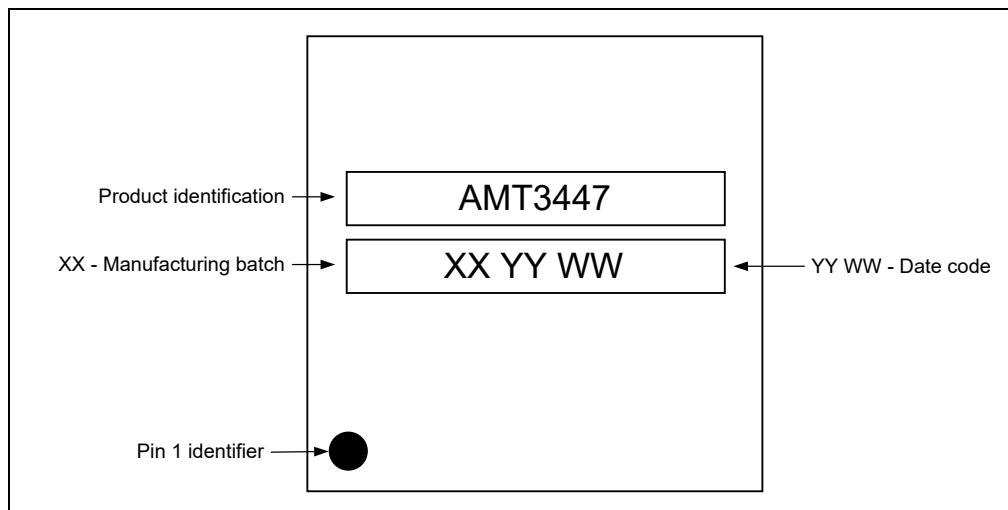 Product identification
AMT3447
XX - Manufacturing batch
XX YY WW
YY WW - Date code
Pin 1 identifier